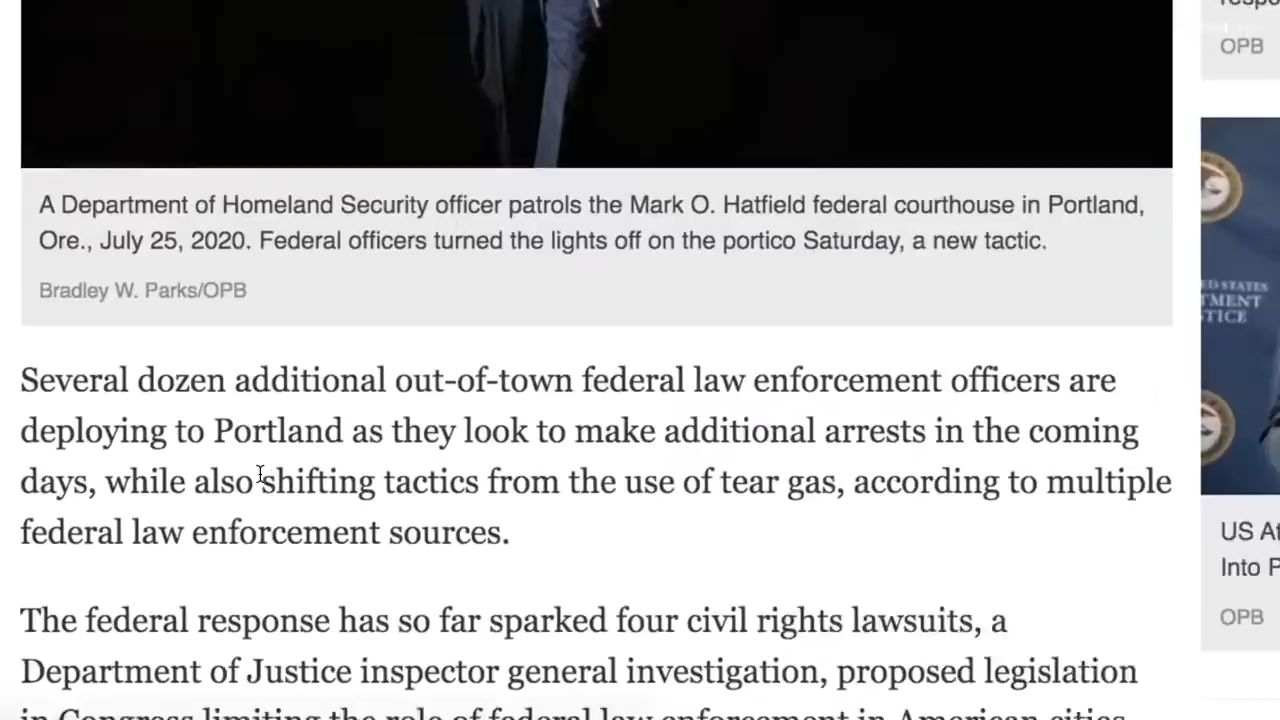 OPB
A Department of Homeland Security officer patrols the Mark O. Hatfield federal courthouse in Portland,
Ore., July 25, 2020. Federal officers turned the lights off on the portico Saturday, a new tactic.
Bradley W. Parks/OPB
Several dozen additional out-of-town federal law enforcement officers are
deploying to Portland as they look to make additional arrests in the coming
days, while also shifting tactics from the use of tear gas, according to multiple
federal law enforcement sources.
The federal response has so far sparked four civil rights lawsuits, a
Department of Justice inspector general investigation, proposed legislation
in Congress limiting the role of federal law enforcement in American cities
ED STATES
TMENT
TICE
US At
Into P
OPB